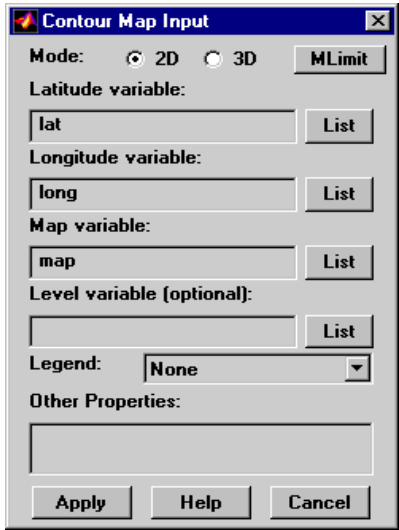 Contour Map Input
Mode: 2D 3D MLimit
Latitude variable:
lat List
Longitude variable:
long List
Map variable:
map List
Level variable (optional):
List
Legend: None
Other Properties:
Apply Help Cancel